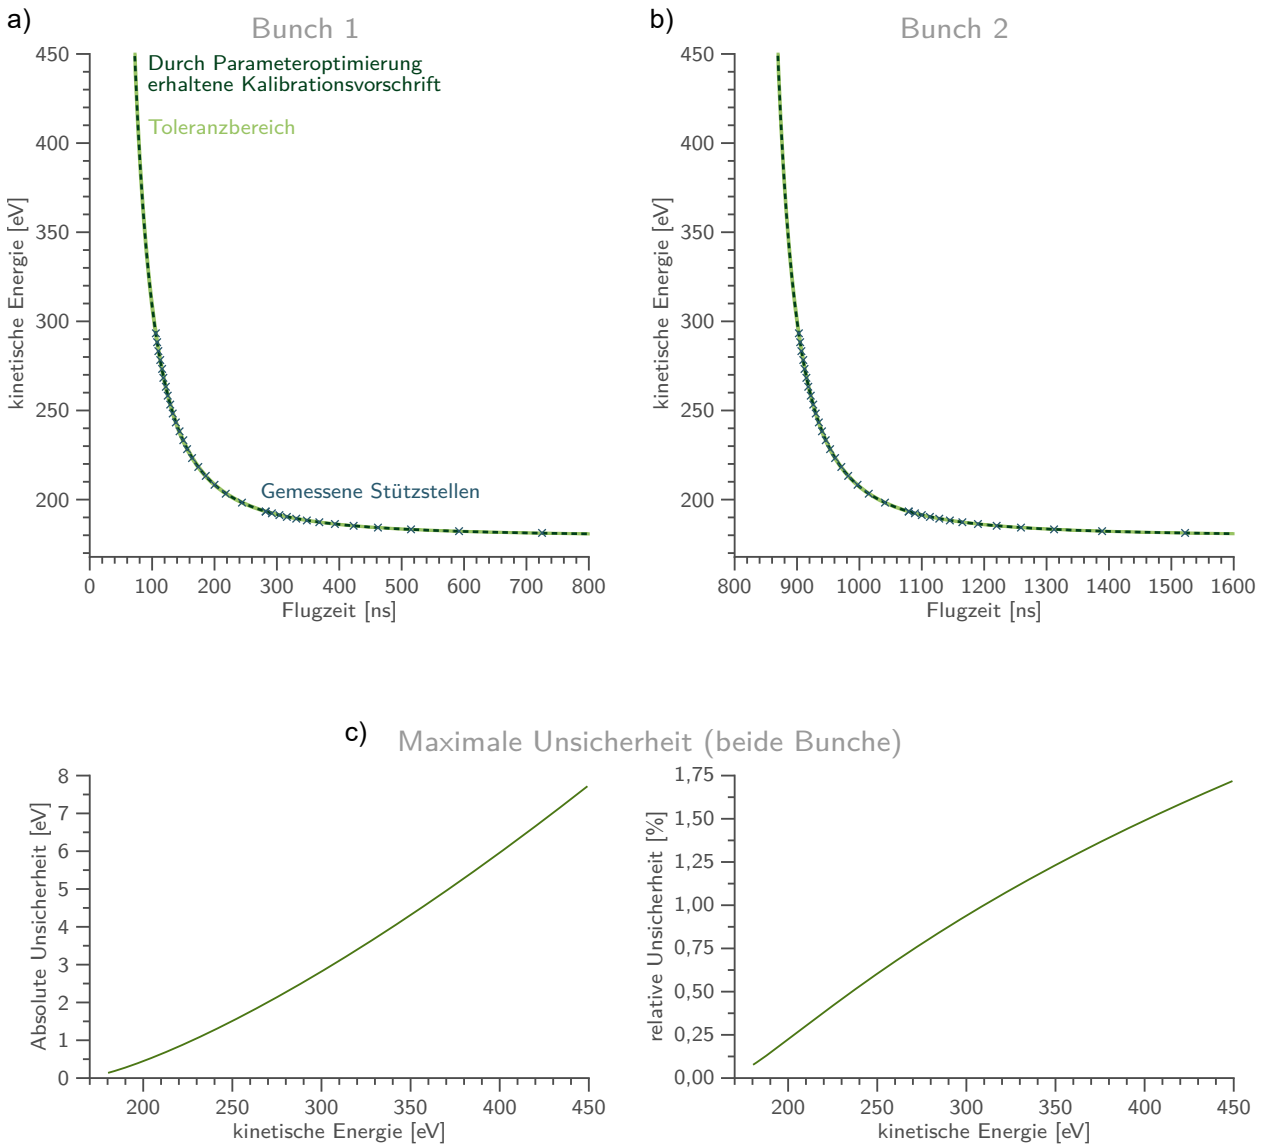 a)
Bunch 1
450
400
350
300
250
200
kinetische Energie [eV]
Durch Parameteroptimierung
erhaltene Kalibrationsvorschrift
Toleranzbereich
Gemessene Stützstellen
0 100 200 300 400 500 600 700 800
Flugzeit [ns]
b)
Bunch 2
450
400
350
300
250
200
kinetische Energie [eV]
800 900 1000 1100 1200 1300 1400 1500 1600
Flugzeit [ns]
c)
Maximale Unsicherheit (beide Bunche)
8
7
6
5
4
3
2
1
0
Absolute Unsicherheit [eV]
200 250 300 350 400 450
kinetische Energie [eV]
1,75
1,50
1,25
1,00
0,75
0,50
0,25
0,00
relative Unsicherheit [%]
200 250 300 350 400 450
kinetische Energie [eV]